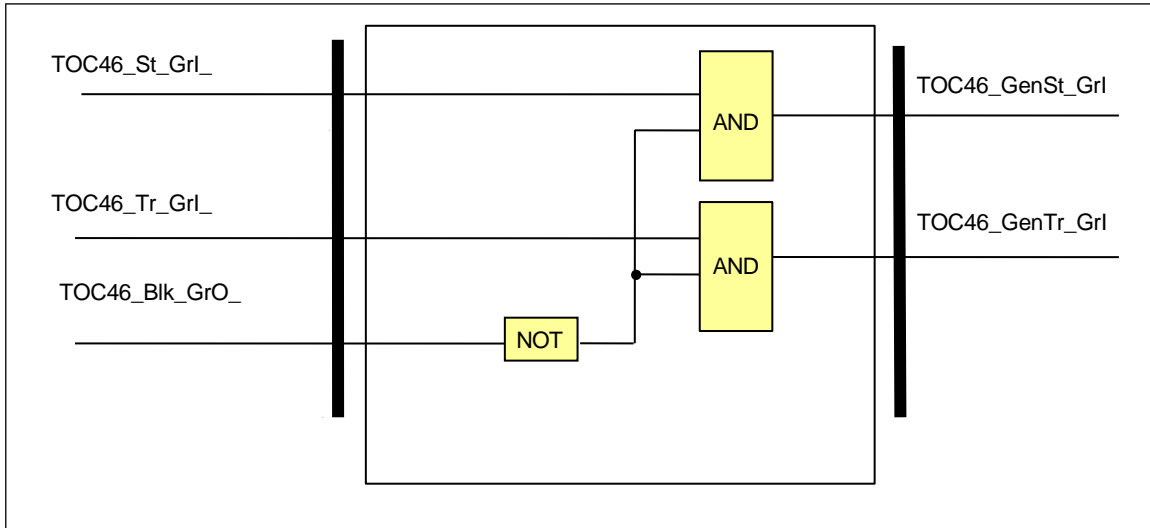 TOC46_St_GrI_
TOC46_GenSt_GrI
AND
TOC46_Tr_GrI_
TOC46_GenTr_GrI
AND
TOC46_Blk_GrO_
NOT